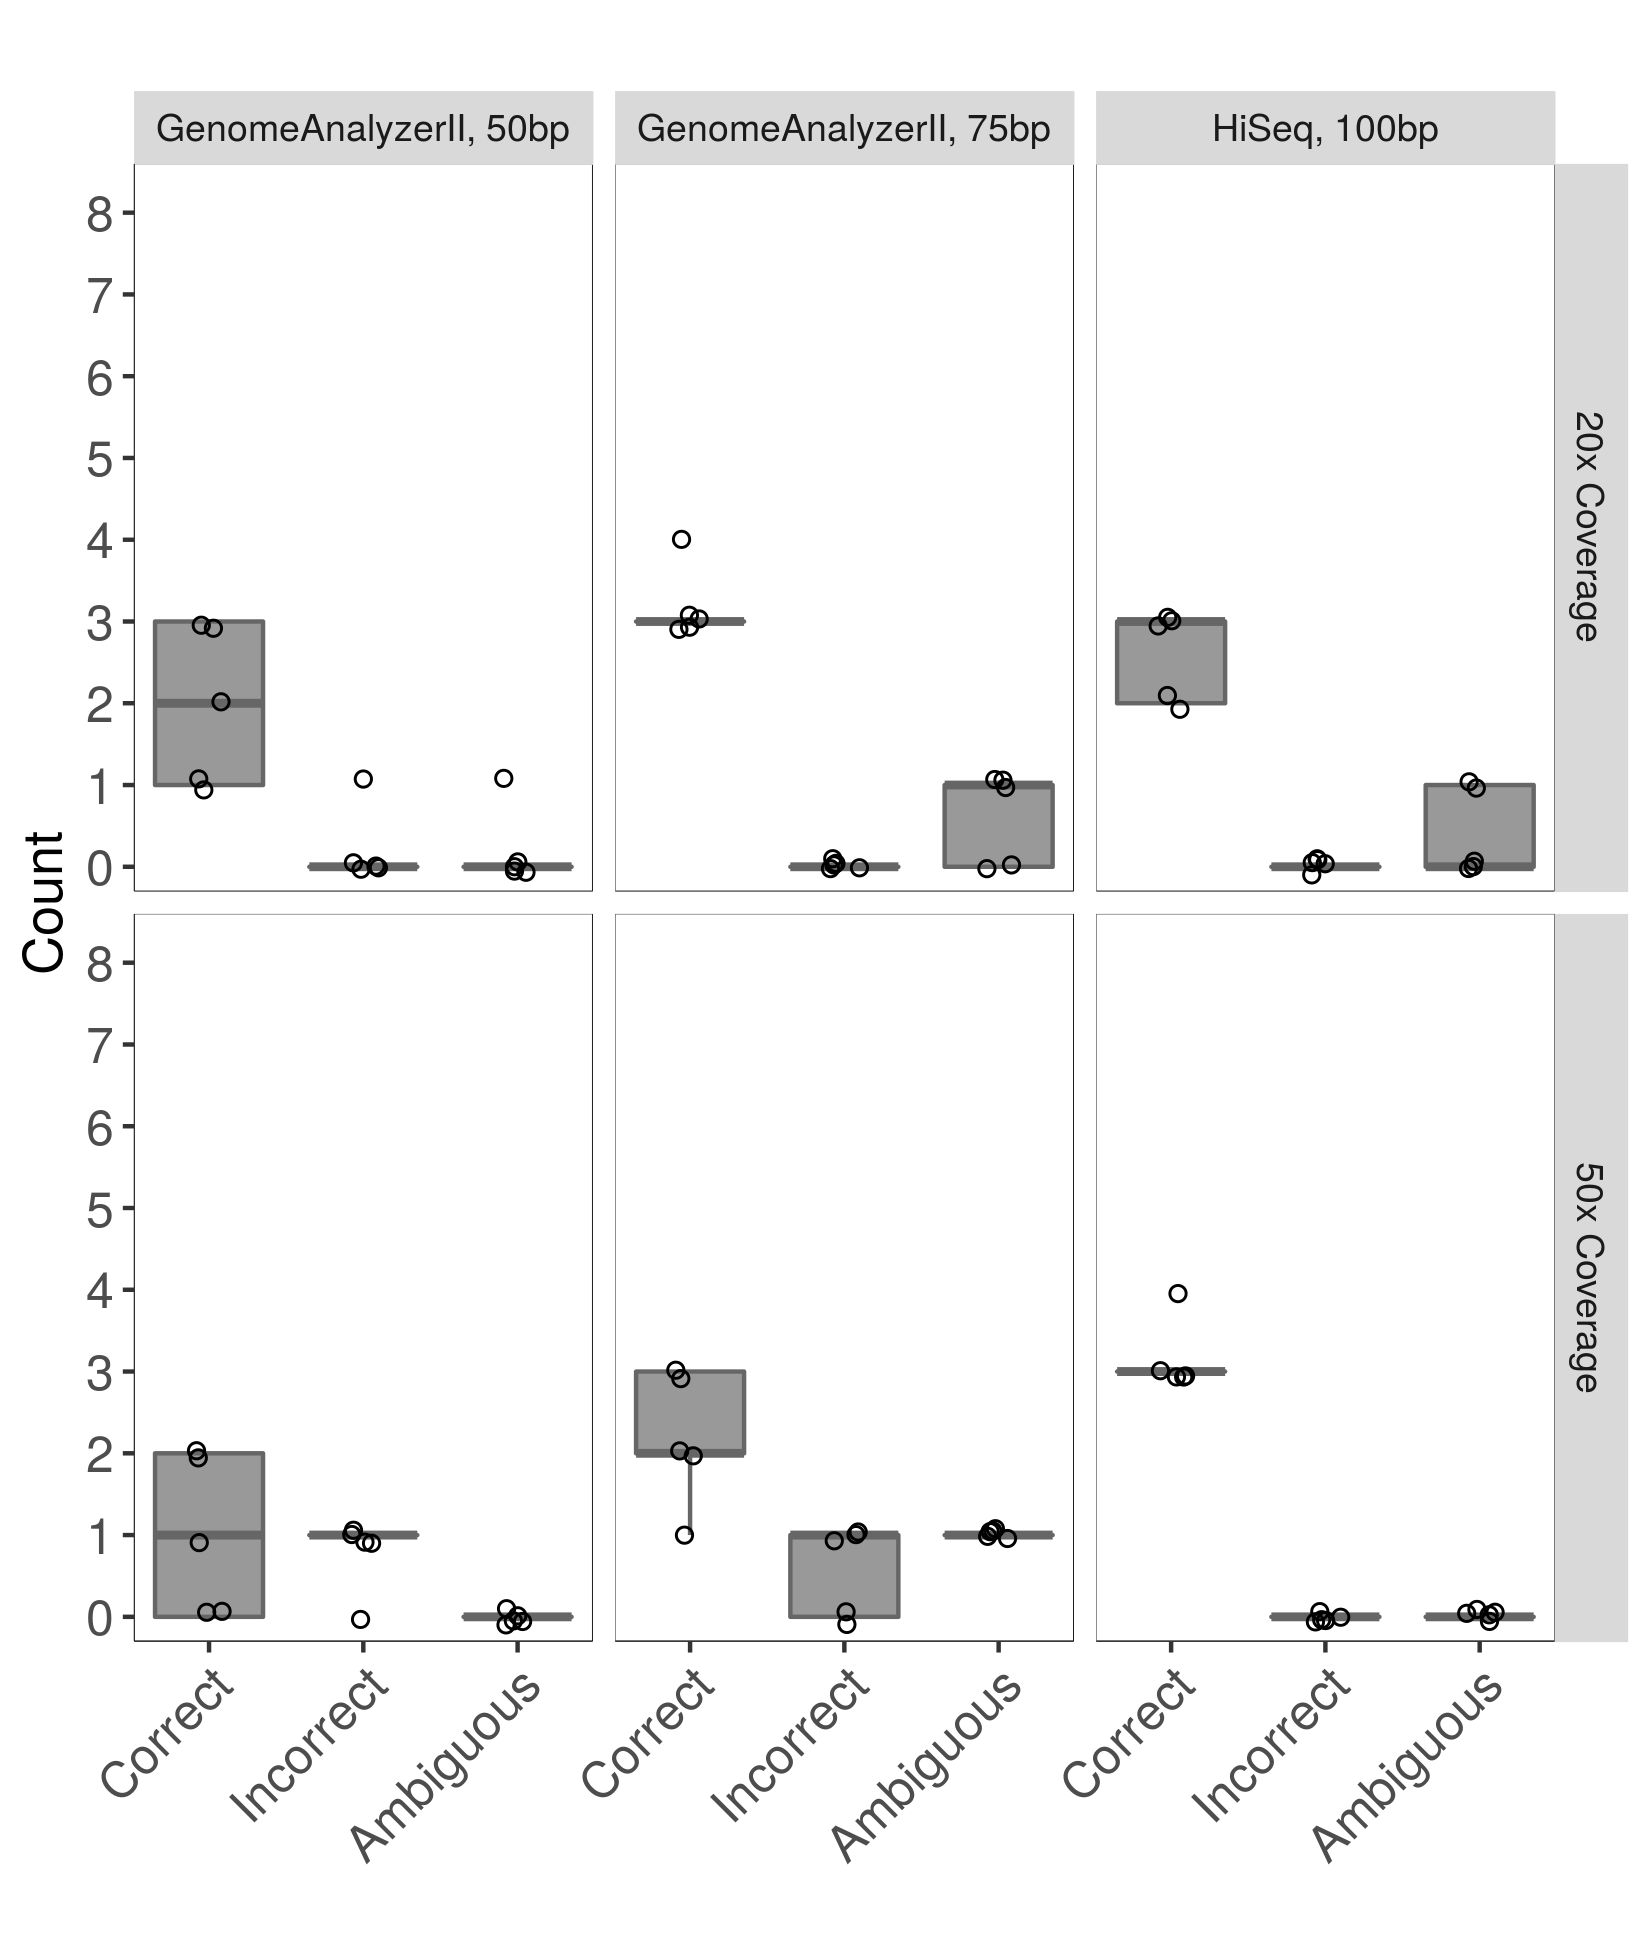 GenomeAnalyzerII, 50bp
GenomeAnalyzerII, 75bp
HiSeq, 100bp
8
7
6
5
4
3
2
1
0
20x Coverage
Count
8
7
6
5
4
3
2
1
0
50x Coverage
Correct
Incorrect
Ambiguous
Correct
Incorrect
Ambiguous
Correct
Incorrect
Ambiguous